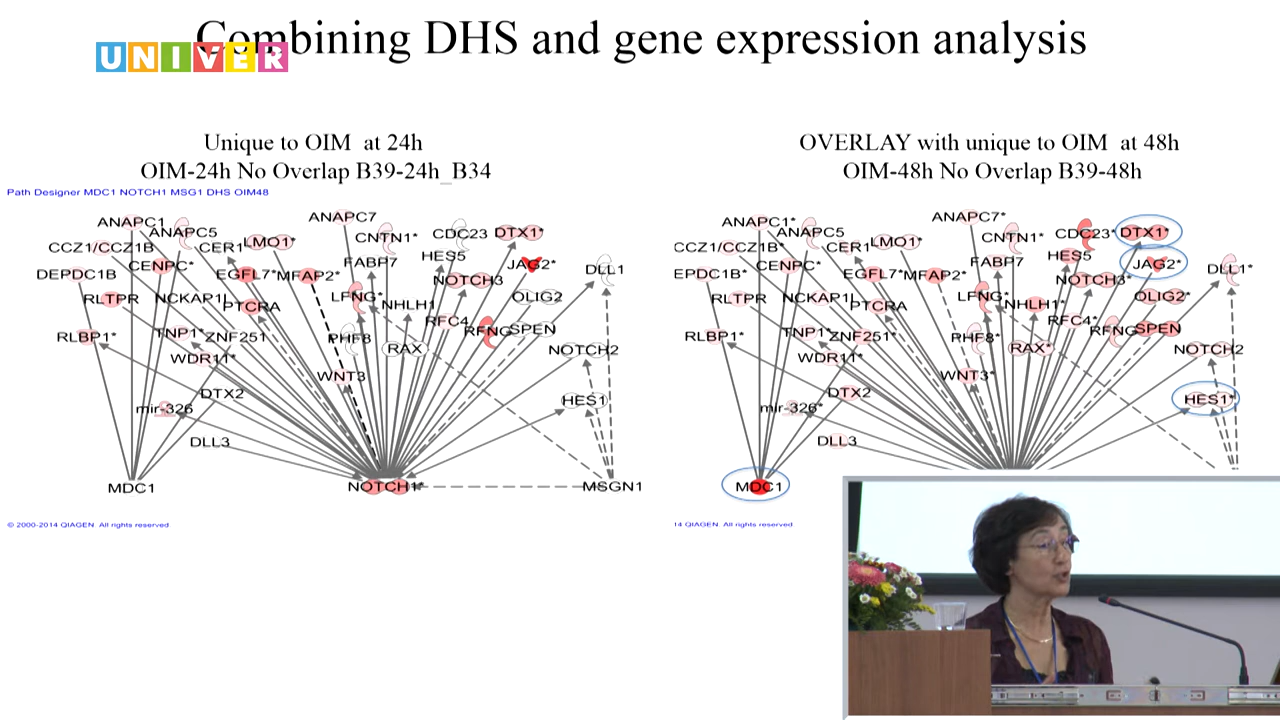 Combining DHS and gene expression analysis
UNIVER
Unique to OIM at 24h
OIM-24h No Overlap B39-24h_B34
Path Designer MDC1 NOTCH1 MSG1 DHS OIM48
ANAPC1
ANAPC5
ANAPC7
CCZ1/CCZ1B
CER1
LMO1*
CNTN1*
CDC23
DTX1*
DEPDC1B
CENPC*
EGFL7*
MFAP2*
FABP7
HES5
JAG2*
DLL1
NOTCH3
RLTPR
NCKAP1L
PTCRA
LFNG*
NHLH1
OLIG2
RLBP1*
TNP1*
ZNF251
PHF8
RFC4
RFNG
SPEN
WDR11*
RAX
NOTCH2
WNT3
DTX2
mir-326
HES1
DLL3
MDC1
NOTCH1*
MSGN1
© 2000-2014 QIAGEN. All rights reserved.
OVERLAY with unique to OIM at 48h
OIM-48h No Overlap B39-48h
ANAPC1*
ANAPC5
ANAPC7*
CCZ1/CCZ1B*
CER1
LMO1*
CNTN1*
CDC23*
DTX1*
EPDC1B*
CENPC*
EGFL7*
MFAP2*
FABP7
HES5
JAG2*
DLL1*
NOTCH3*
RLTPR
NCKAP1L
PTCRA
LFNG*
NHLH1*
OLIG2*
RLBP1*
TNP1*
ZNF251*
PHF8*
RFC4*
RFNG
SPEN
WDR11*
RAX*
NOTCH2
WNT3*
DTX2
mir-326*
HES1*
DLL3
MDC1
14 QIAGEN. All rights reserved.